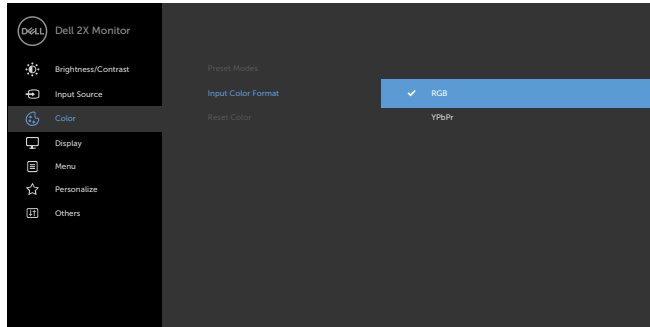 DELL Dell 2X Monitor
Brightness/Contrast
Preset Modes
Input Source
Input Color Format
RGB
Color
Reset Color
YPbPr
Display
Menu
Personalize
Others